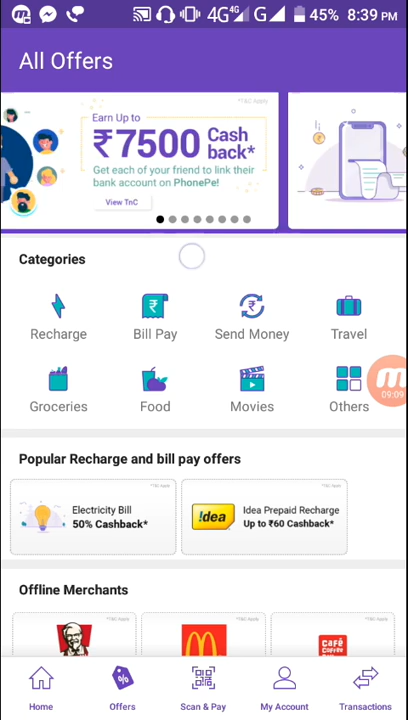 4G 4G G 45% 8:39 PM
All Offers
*T&C Apply
Earn Up to
₹7500 Cash back*
Get each of your friend to link their
bank account on PhonePe!
View TnC
Categories
Recharge Bill Pay Send Money Travel
Groceries Food Movies Others
09:09
Popular Recharge and bill pay offers
*T&C Apply *T&C Apply
Electricity Bill
50% Cashback*
!dea
Idea Prepaid Recharge
Up to ₹60 Cashback*
Offline Merchants
*T&C Apply *T&C Apply *T&C Apply
Café
Coffee
Home Offers Scan & Pay My Account Transactions